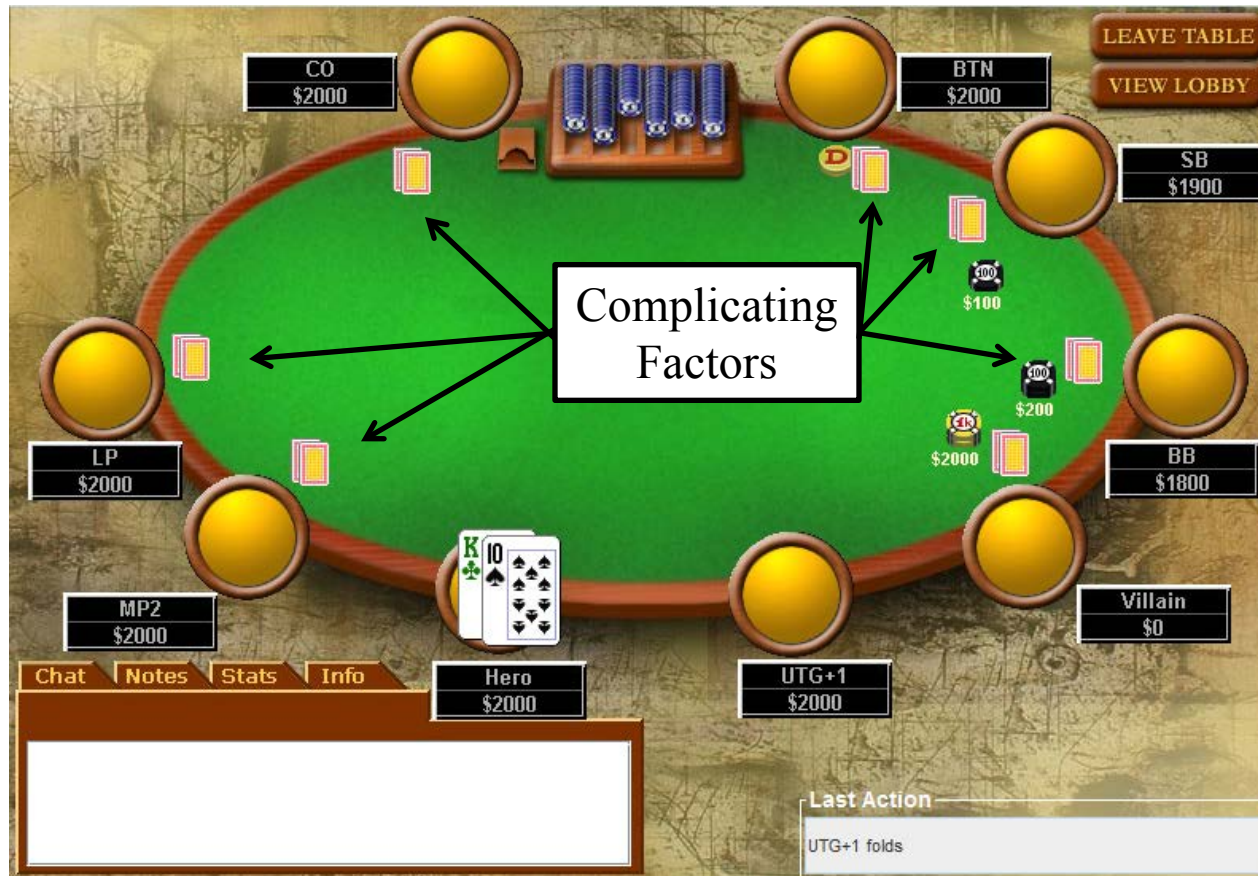 LEAVE TABLE
VIEW LOBBY
CO
$2000
BTN
$2000
SB
$1900
D
100
$100
Complicating
Factors
100
$200
1k
$2000
BB
$1800
LP
$2000
K
10
Villain
$0
MP2
$2000
Hero
$2000
UTG+1
$2000
Chat
Notes
Stats
Info
Last Action
UTG+1 folds